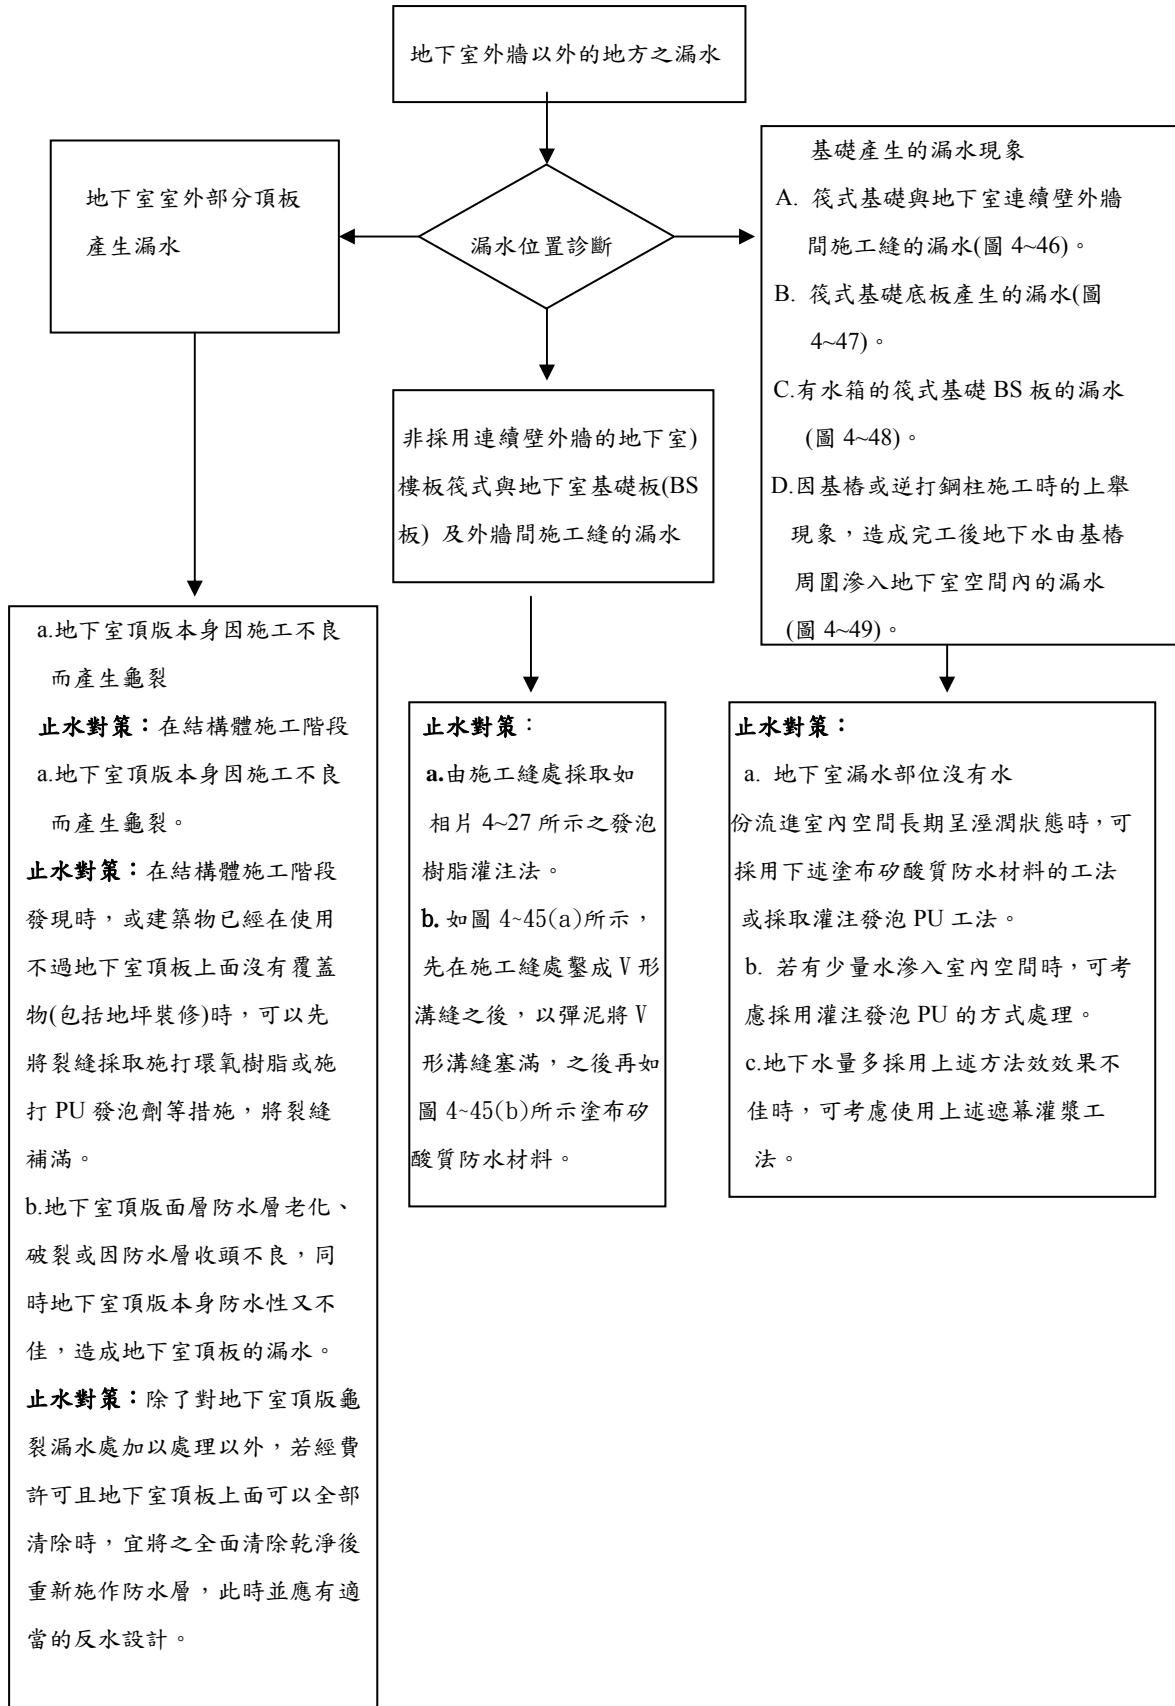 地下室外牆以外的地方之漏水
漏水位置診斷
地下室室外部分頂板
產生漏水
非採用連續壁外牆的地下室)
樓板筏式與地下室基礎板(BS
板) 及外牆間施工縫的漏水
基礎產生的漏水現象
A. 筏式基礎與地下室連續壁外牆
間施工縫的漏水(圖 4~46)。
B. 筏式基礎底板產生的漏水(圖
4~47)。
C.有水箱的筏式基礎 BS 板的漏水
(圖 4~48)。
D.因基樁或逆打鋼柱施工時的上舉
現象，造成完工後地下水由基樁
周圍滲入地下室空間內的漏水
(圖 4~49)。
a.地下室頂版本身因施工不良
而產生龜裂
止水對策：在結構體施工階段
a.地下室頂版本身因施工不良
而產生龜裂。
止水對策：在結構體施工階段
發現時，或建築物已經在使用
不過地下室頂板上面沒有覆蓋
物(包括地坪裝修)時，可以先
將裂縫採取施打環氧樹脂或施
打 PU 發泡劑等措施，將裂縫
補滿。
b.地下室頂版面層防水層老化、
破裂或因防水層收頭不良，同
時地下室頂版本身防水性又不
佳，造成地下室頂板的漏水。
止水對策：除了對地下室頂版龜
裂漏水處加以處理以外，若經費
許可且地下室頂板上面可以全部
清除時，宜將之全面清除乾淨後
重新施作防水層，此時並應有適
當的反水設計。
止水對策：
a.由施工縫處採取如
相片 4~27 所示之發泡
樹脂灌注法。
b. 如圖 4~45(a)所示，
先在施工縫處鑿成 V 形
溝縫之後，以彈泥將 V
形溝縫塞滿，之後再如
圖 4~45(b)所示塗布矽
酸質防水材料。
止水對策：
a. 地下室漏水部位沒有水
份流進室內空間長期呈溼潤狀態時，可
採用下述塗布矽酸質防水材料的工法
或採取灌注發泡 PU 工法。
b. 若有少量水滲入室內空間時，可考
慮採用灌注發泡 PU 的方式處理。
c.地下水量多採用上述方法效效果不
佳時，可考慮使用上述遮幕灌漿工
法。